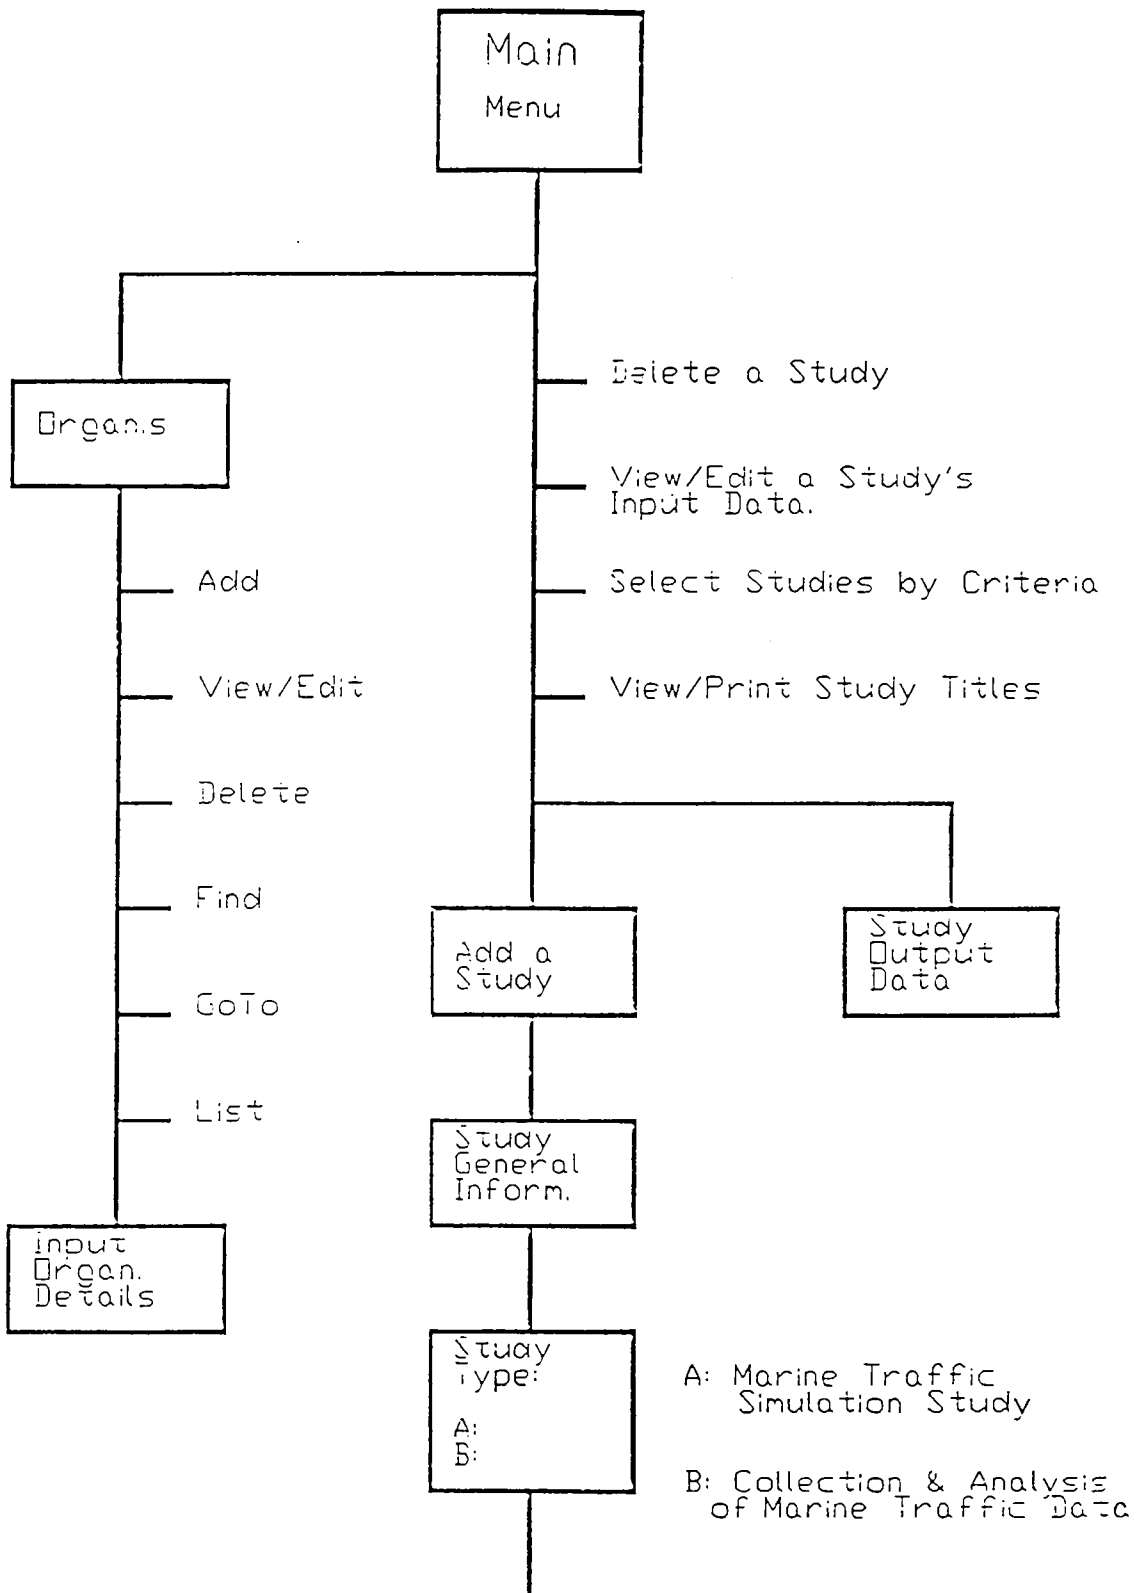 Main
Menu
Organ.s
Add
View/Edit
Delete
Find
GoTo
List
Input
Organ.
Details
Delete a Study
View/Edit a Study's
Input Data.
Select Studies by Criteria
View/Print Study Titles
Add a
Study
Study
Output
Data
Study
General
Inform.
Study
Type:
A:
B:
A: Marine Traffic
Simulation Study
B: Collection & Analysis
of Marine Traffic Data